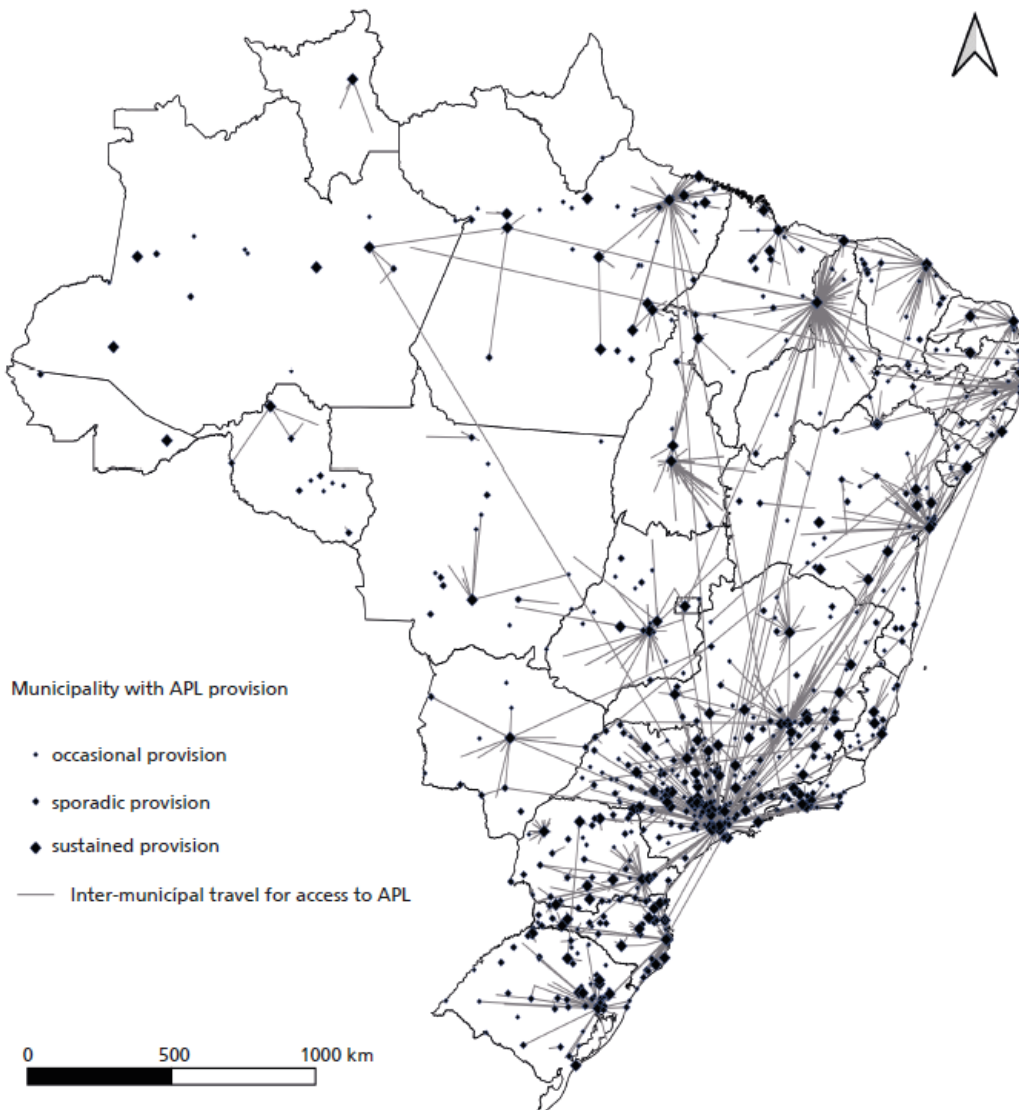 Municipality with APL provision
occasional provision
sporadic provision
sustained provision
Inter-municipal travel for access to APL
0 500 1000 km